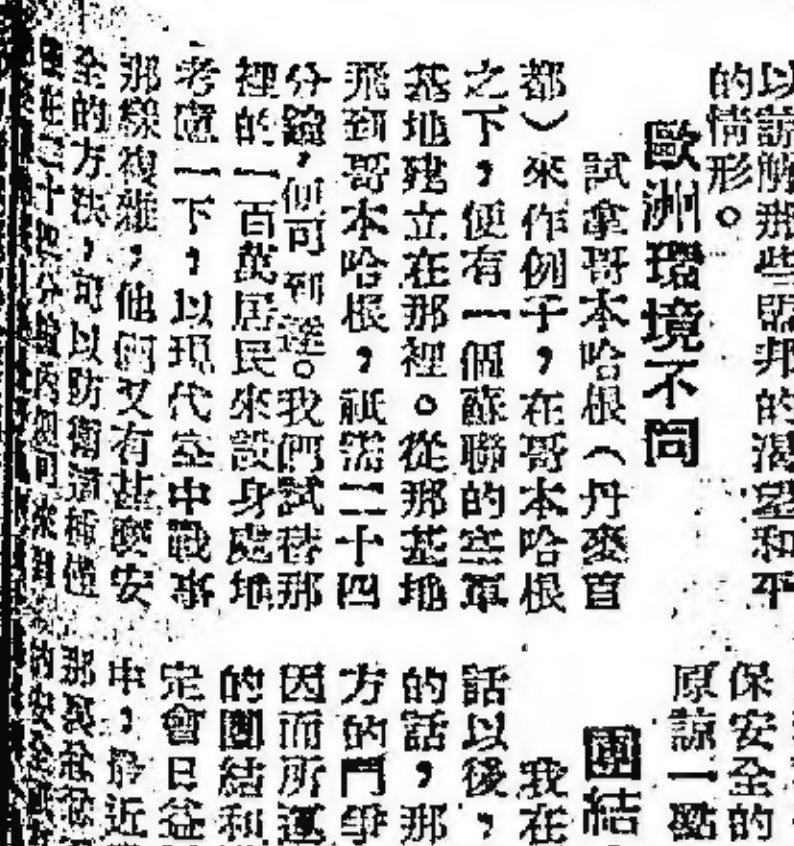 以諒解那些盟邦的渴望和平
的情形。
歐洲環境不同
試拿哥本哈根(丹麥首
都)來作例子,在哥本哈根
之下,便有一個蘇聯的空軍
基地建立在那裡。從那基地
飛到哥本哈根,祇需二十四
分鐘,便可到達。我們試替那
裡的一百萬居民來設身處地
考慮一下,以現代空中戰事
那樣複雜,他們又有甚麼安
全的方法,可以防衛這種
保安全的
原諒一點
團結
我在
話以後,
的話,那
方的鬥爭
因而所運
的團結和
定會日益
中,最近